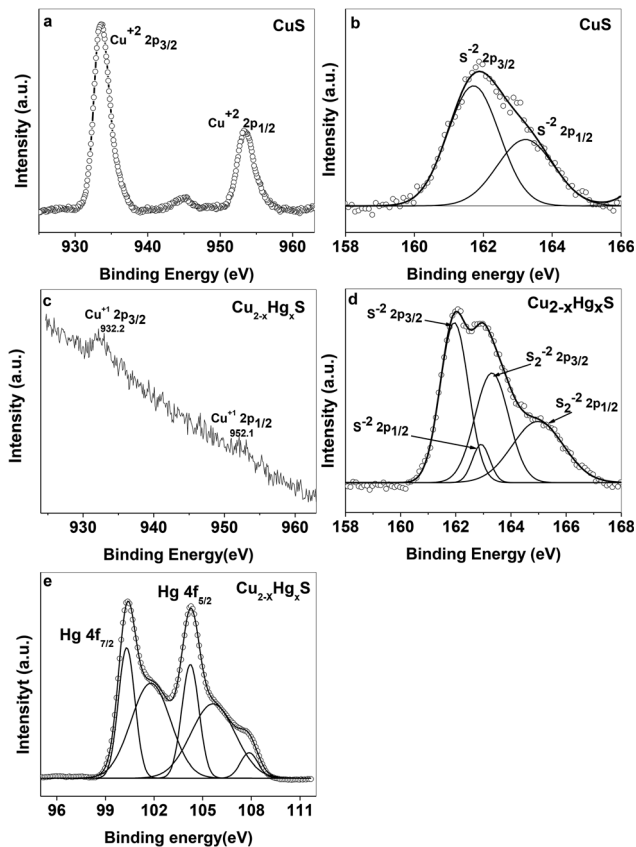 a
CuS
Cu+2 2p3/2
Cu+2 2p1/2
Intensity (a.u.)
930 940 950 960
Binding Energy (eV)
b
CuS
S-2 2p3/2
S-2 2p1/2
Intensity (a.u.)
158 160 162 164 166
Binding energy (eV)
c
Cu2-xHgxS
Cu+1 2p3/2
932.2
Cu+1 2p1/2
952.1
Intensity (a.u.)
930 940 950 960
Binding Energy(eV)
d
Cu2-xHgxS
S-2 2p3/2
S2-2 2p3/2
S2-2 2p1/2
S-2 2p1/2
Intensity (a.u.)
158 160 162 164 166 168
Binding Energy (eV)
e
Hg 4f5/2
Cu2-xHgxS
Hg 4f7/2
Intensityt (a.u.)
96 99 102 105 108 111
Binding energy(eV)